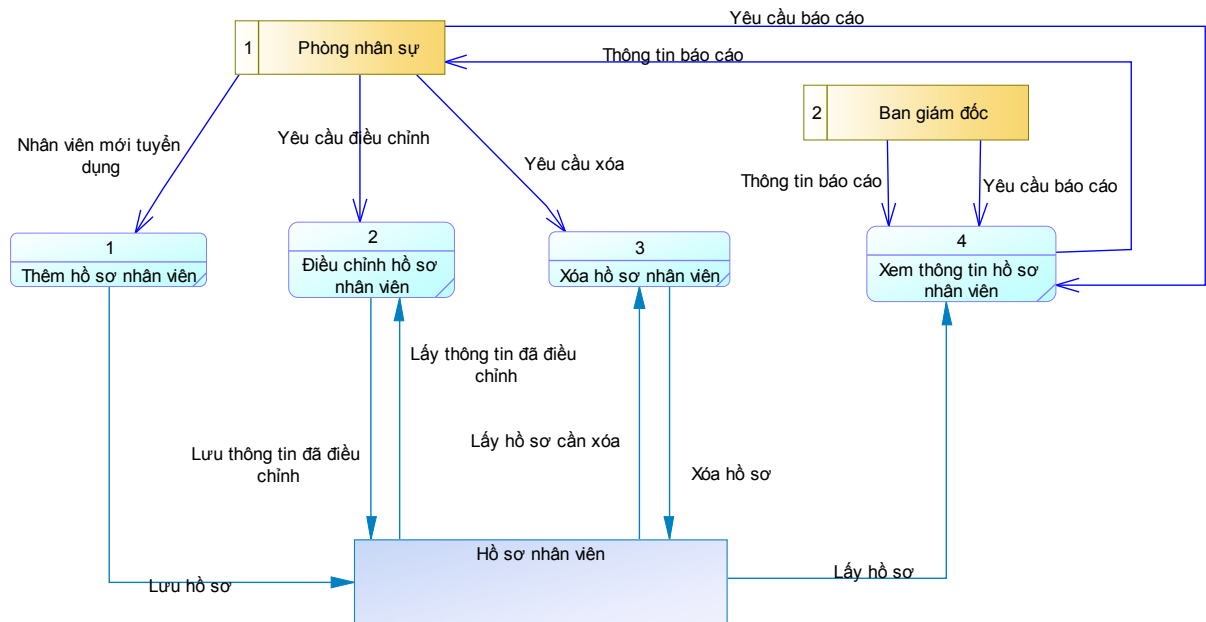 Yêu cầu báo cáo
1 Phòng nhân sự
Thông tin báo cáo
2 Ban giám đốc
Nhân viên mới tuyển
dụng
Yêu cầu điều chỉnh
Yêu cầu xóa
Thông tin báo cáo
Yêu cầu báo cáo
1
Thêm hồ sơ nhân viên
2
Điều chỉnh hồ sơ
nhân viên
3
Xóa hồ sơ nhân viên
4
Xem thông tin hồ sơ
nhân viên
Lấy thông tin đã điều
chỉnh
Lưu thông tin đã điều
chỉnh
Lấy hồ sơ cần xóa
Xóa hồ sơ
Hồ sơ nhân viên
Lưu hồ sơ
Lấy hồ sơ